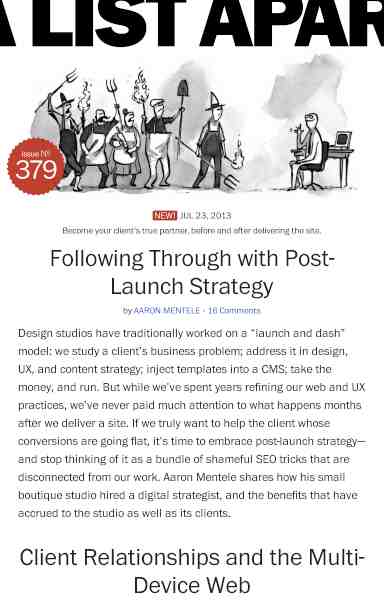 A LIST APAR
Issue №
379
NEW! JUL 23, 2013
Become your client's true partner, before and after delivering the site.
Following Through with Post-
Launch Strategy
by AARON MENTELE · 16 Comments
Design studios have traditionally worked on a “launch and dash”
model: we study a client’s business problem; address it in design,
UX, and content strategy; inject templates into a CMS; take the
money, and run. But while we’ve spent years refining our web and UX
practices, we’ve never paid much attention to what happens months
after we deliver a site. If we truly want to help the client whose
conversions are going flat, it’s time to embrace post-launch strategy—
and stop thinking of it as a bundle of shameful SEO tricks that are
disconnected from our work. Aaron Mentele shares how his small
boutique studio hired a digital strategist, and the benefits that have
accrued to the studio as well as its clients.
Client Relationships and the Multi-
Device Web